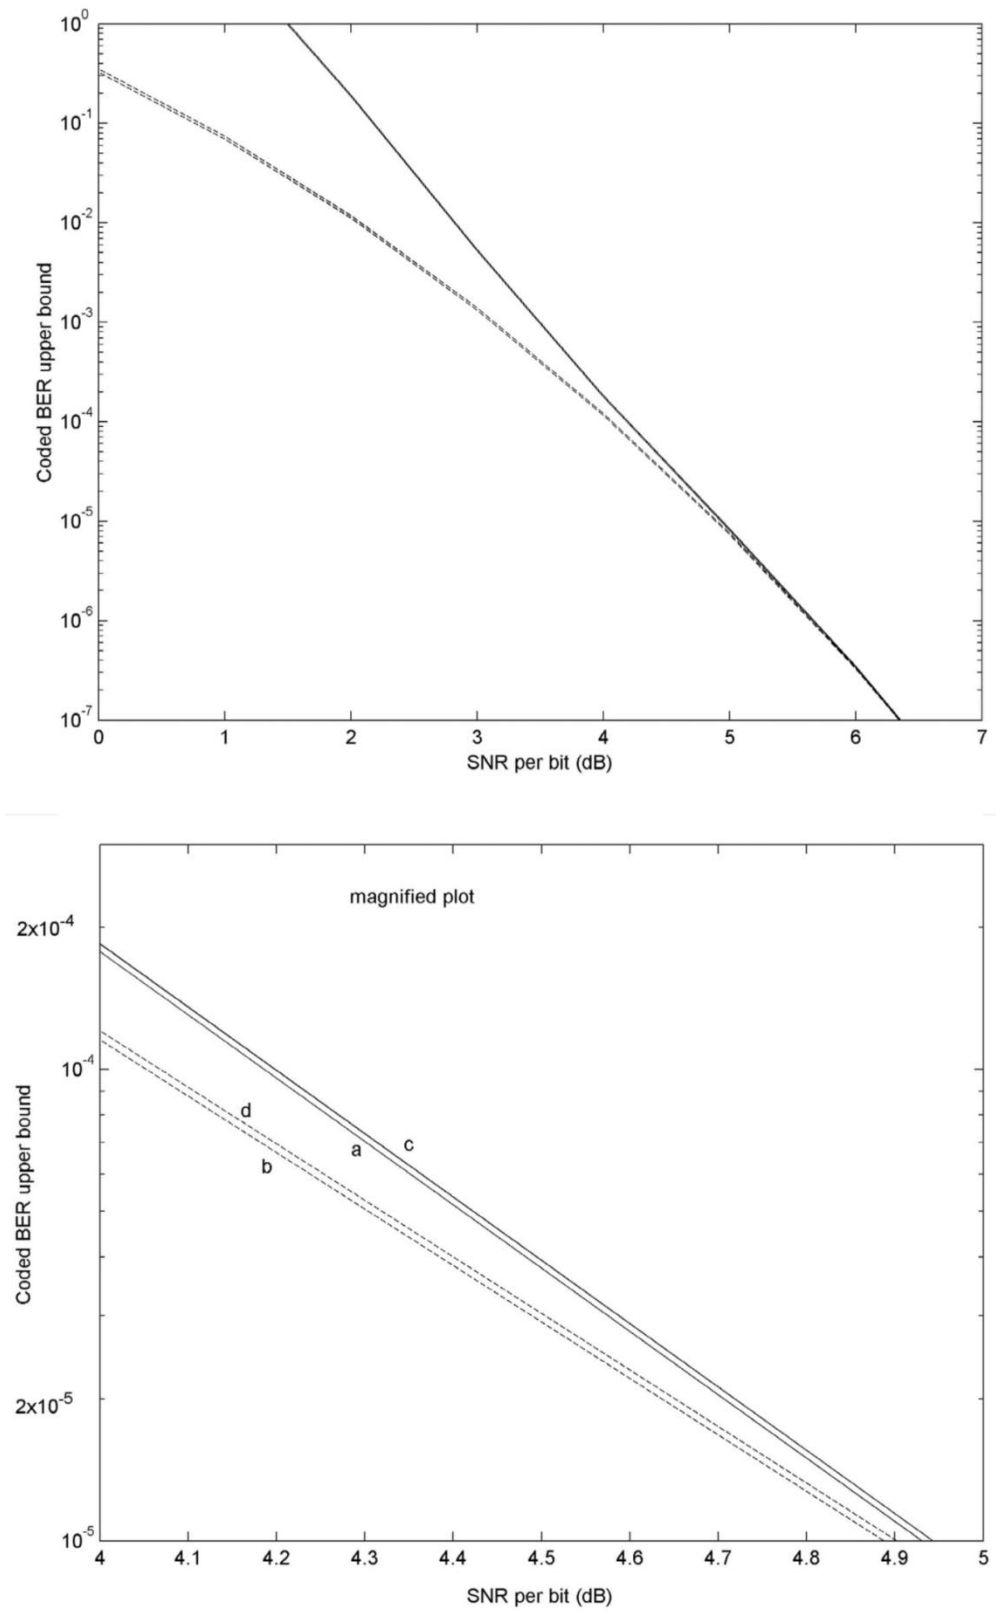 10^0
10^-1
10^-2
10^-3
10^-4
10^-5
10^-6
10^-7
Coded BER upper bound
0 1 2 3 4 5 6 7
SNR per bit (dB)
magnified plot
2x10^-4
10^-4
2x10^-5
10^-5
Coded BER upper bound
d
c
a
b
4 4.1 4.2 4.3 4.4 4.5 4.6 4.7 4.8 4.9 5
SNR per bit (dB)